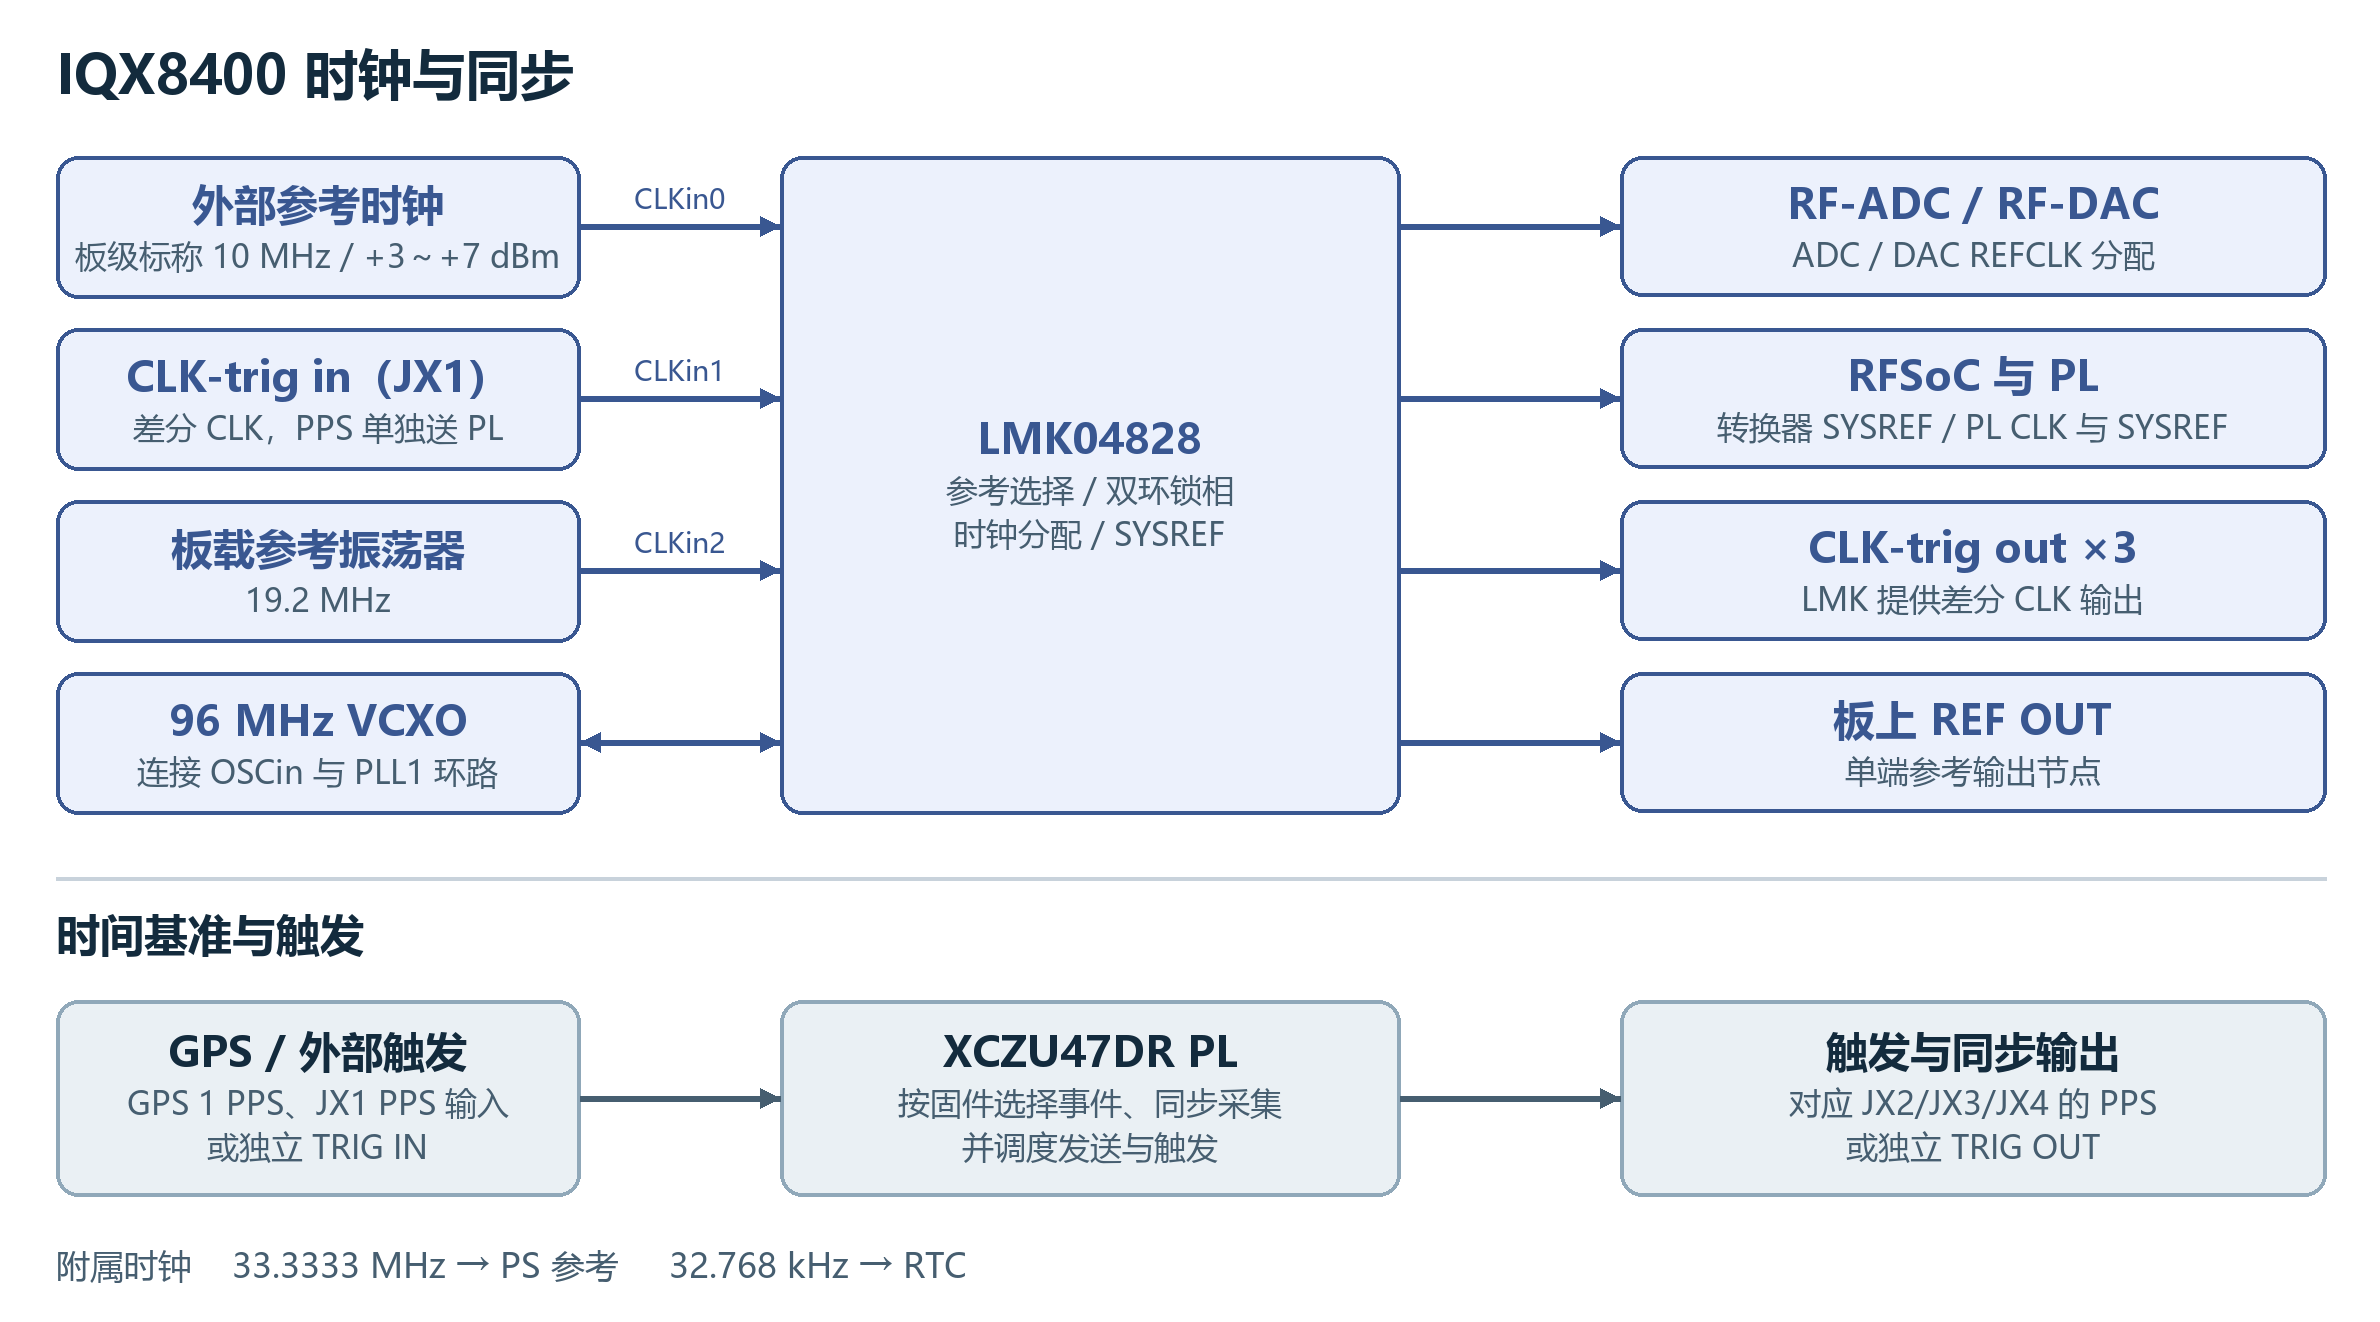 IQX8400 时钟与同步
外部参考时钟
板级标称 10 MHz / +3 ~ +7 dBm
CLKin0
RF-ADC / RF-DAC
ADC / DAC REFCLK 分配
CLK-trig in（JX1）
差分 CLK，PPS 单独送 PL
CLKin1
RFSoC 与 PL
转换器 SYSREF / PL CLK 与 SYSREF
LMK04828
参考选择 / 双环锁相
时钟分配 / SYSREF
板载参考振荡器
19.2 MHz
CLKin2
CLK-trig out ×3
LMK 提供差分 CLK 输出
96 MHz VCXO
连接 OSCin 与 PLL1 环路
板上 REF OUT
单端参考输出节点
时间基准与触发
GPS / 外部触发
GPS 1 PPS、JX1 PPS 输入
或独立 TRIG IN
XCZU47DR PL
按固件选择事件、同步采集
并调度发送与触发
触发与同步输出
对应 JX2/JX3/JX4 的 PPS
或独立 TRIG OUT
附属时钟 33.3333 MHz → PS 参考 32.768 kHz → RTC